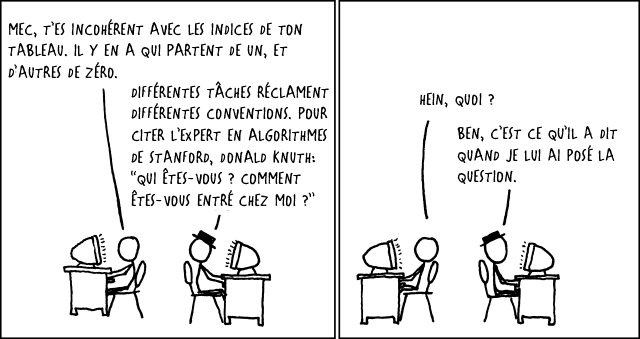 MEC, T'ES INCOHÉRENT AVEC LES INDICES DE TON
TABLEAU. IL Y EN A QUI PARTENT DE UN, ET
D'AUTRES DE ZÉRO.
DIFFÉRENTES TÂCHES RÉCLAMENT
DIFFÉRENTES CONVENTIONS. POUR
CITER L'EXPERT EN ALGORITHMES
DE STANFORD, DONALD KNUTH:
"QUI ÊTES-VOUS ? COMMENT
ÊTES-VOUS ENTRÉ CHEZ MOI ?"
HEIN, QUOI ?
BEN, C'EST CE QU'IL A DIT
QUAND JE LUI AI POSÉ LA
QUESTION.